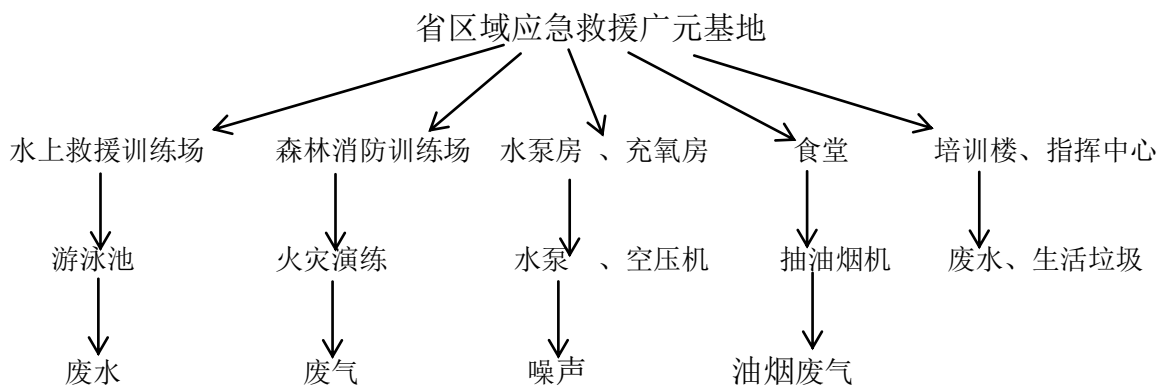 省区域应急救援广元基地
水上救援训练场 森林消防训练场 水泵房 、充氧房 食堂 培训楼、指挥中心
游泳池 火灾演练 水泵 、空压机 抽油烟机 废水、生活垃圾
废水 废气 噪声 油烟废气